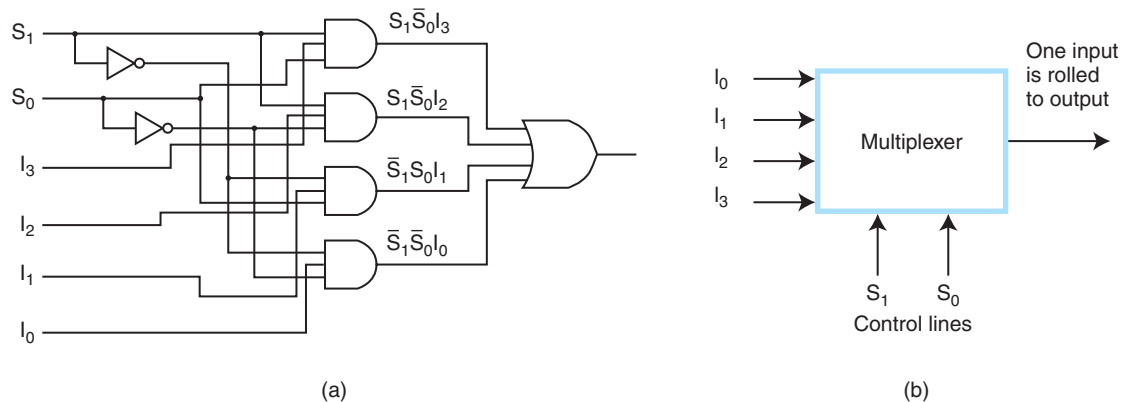 S₁
S₀
I₃
I₂
I₁
I₀
S₁S̅₀I₃
S₁S̅₀I₂
S̅₁S₀I₁
S̅₁S̅₀I₀
(a)
I₀
I₁
I₂
I₃
Multiplexer
One input
is rolled
to output
S₁ S₀
Control lines
(b)